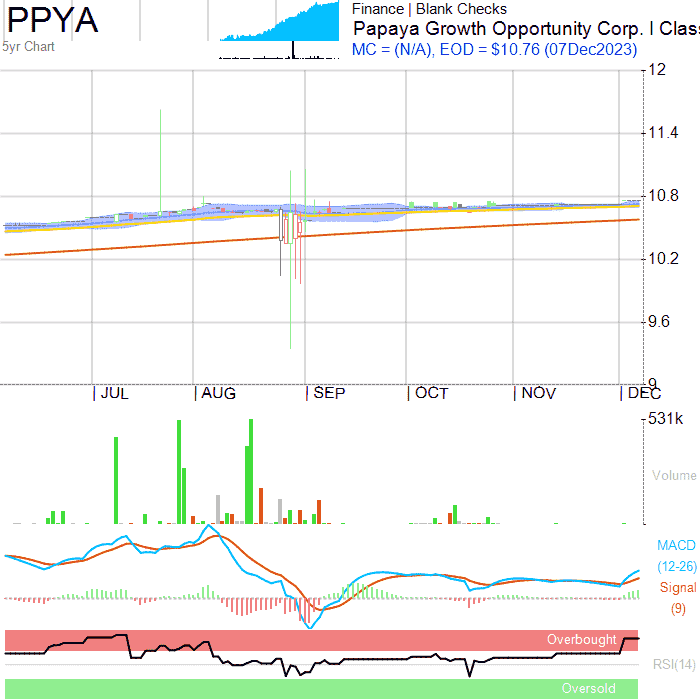 PPYA
5yr Chart
Finance | Blank Checks
Papaya Growth Opportunity Corp. I Class
MC = (N/A), EOD = $10.76 (07Dec2023)
12
11.4
10.8
10.2
9.6
9
JUL AUG SEP OCT NOV DEC
531k
Volume
MACD
(12-26)
Signal
(9)
Overbought
RSI(14)
Oversold